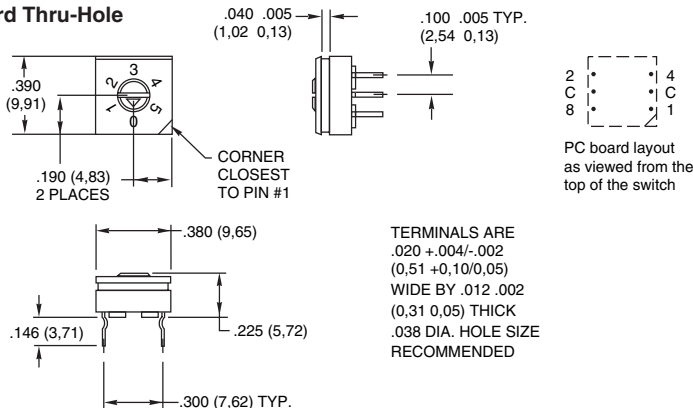 rd Thru-Hole
.040 .005
(1,02 0,13)
.100 .005 TYP.
(2,54 0,13)
.390
(9,91)
0
1
2
3
4
5
.190 (4,83)
2 PLACES
CORNER
CLOSEST
TO PIN #1
2 4
C C
8 1
PC board layout
as viewed from the
top of the switch
.380 (9,65)
.225 (5,72)
.146 (3,71)
.300 (7,62) TYP.
TERMINALS ARE
.020 +.004/-.002
(0,51 +0,10/0,05)
WIDE BY .012 .002
(0,31 0,05) THICK
.038 DIA. HOLE SIZE
RECOMMENDED